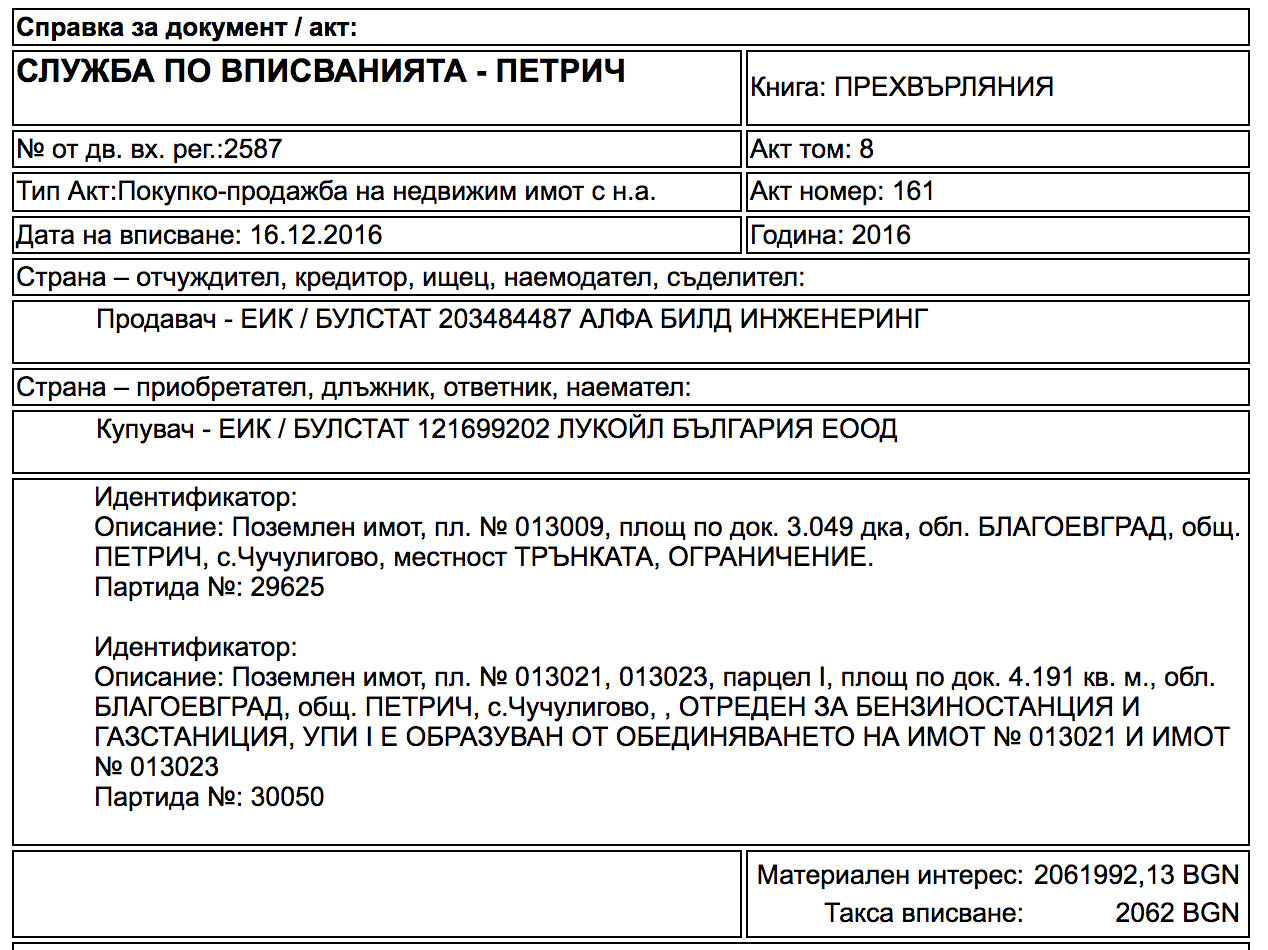 Справка за документ / акт:
СЛУЖБА ПО ВПИСВАНИЯТА - ПЕТРИЧ
Книга: ПРЕХВЪРЛЯНИЯ
№ от дв. вх. рег.:2587
Акт том: 8
Тип Акт:Покупко-продажба на недвижим имот с н.а.
Акт номер: 161
Дата на вписване: 16.12.2016
Година: 2016
Страна – отчуждител, кредитор, ищец, наемодател, съделител:
Продавач - ЕИК / БУЛСТАТ 203484487 АЛФА БИЛД ИНЖЕНЕРИНГ
Страна – приобретател, длъжник, ответник, наемател:
Купувач - ЕИК / БУЛСТАТ 121699202 ЛУКОЙЛ БЪЛГАРИЯ ЕООД
Идентификатор:
Описание: Поземлен имот, пл. № 013009, площ по док. 3.049 дка, обл. БЛАГОЕВГРАД, общ.
ПЕТРИЧ, с.Чучулигово, местност ТРЪНКАТА, ОГРАНИЧЕНИЕ.
Партида №: 29625
Идентификатор:
Описание: Поземлен имот, пл. № 013021, 013023, парцел I, площ по док. 4.191 кв. м., обл.
БЛАГОЕВГРАД, общ. ПЕТРИЧ, с.Чучулигово, , ОТРЕДЕН ЗА БЕНЗИНОСТАНЦИЯ И
ГАЗСТАНИЦИЯ, УПИ I Е ОБРАЗУВАН ОТ ОБЕДИНЯВАНЕТО НА ИМОТ № 013021 И ИМОТ
№ 013023
Партида №: 30050
Материален интерес: 2061992,13 BGN
Такса вписване: 2062 BGN